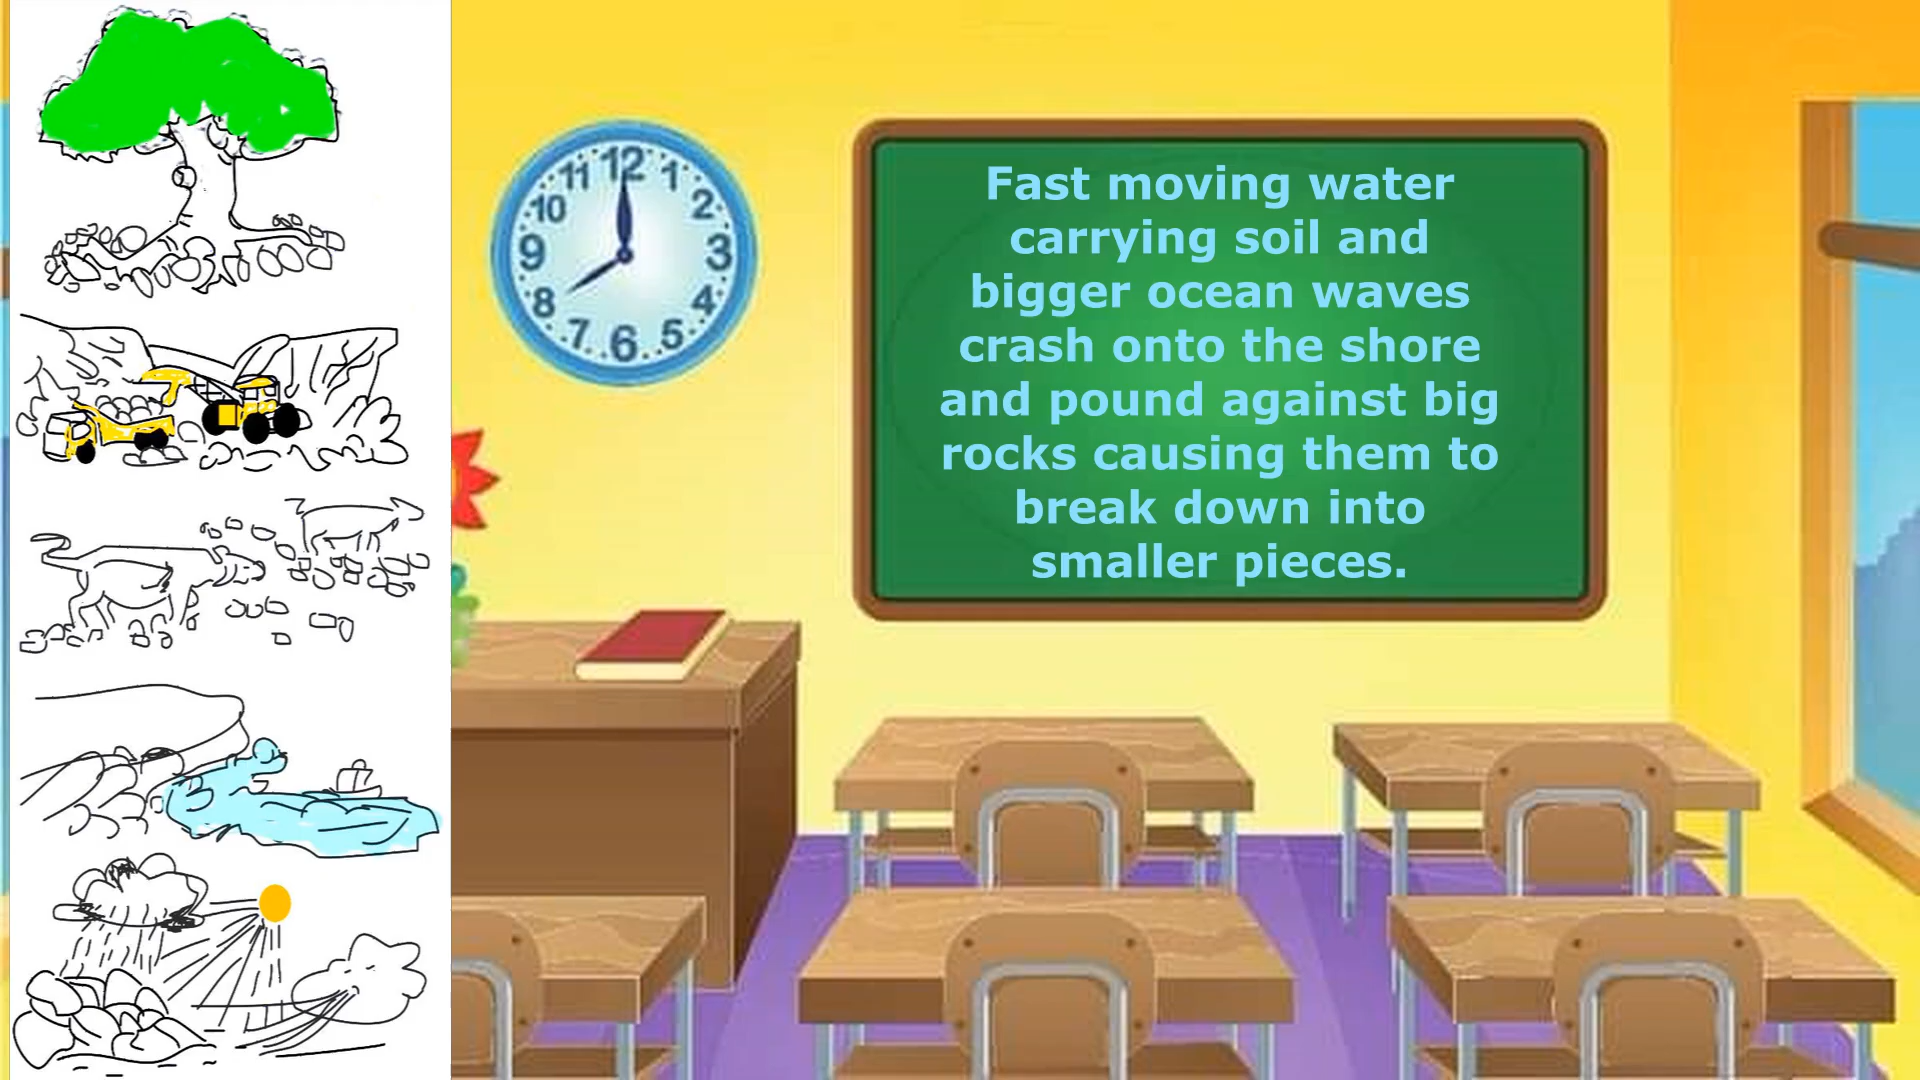 Fast moving water
carrying soil and
bigger ocean waves
crash onto the shore
and pound against big
rocks causing them to
break down into
smaller pieces.
12
1
2
3
4
5
6
7
8
9
10
11